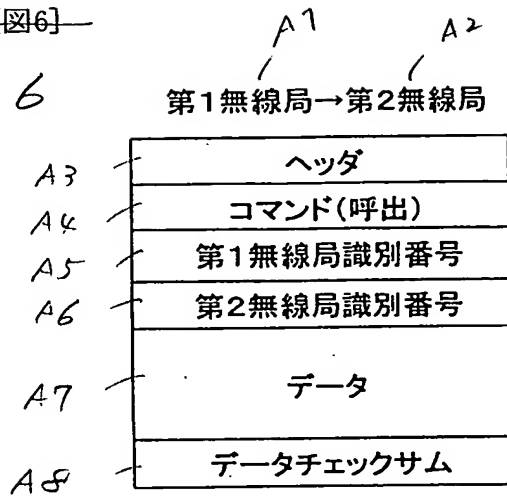 [図6]
A1 A2
6
第1無線局→第2無線局
A3 ヘッダ
A4 コマンド(呼出)
A5 第1無線局識別番号
A6 第2無線局識別番号
A7 データ
A8 データチェックサム